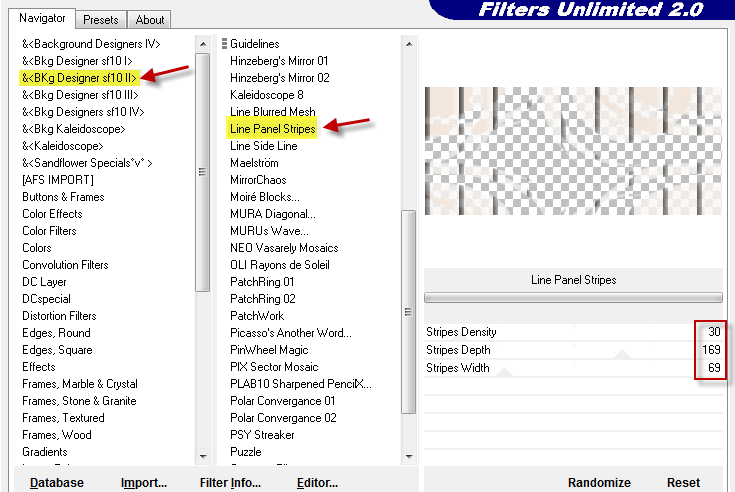 Navigator
Presets
About
Filters Unlimited 2.0
&<Background Designers IV>
&<Bkg Designer sf10 I>
&<BKg Designer sf10 II>
&<Bkg Designer sf10 III>
&<Bkg Designers sf10 IV>
&<Bkg Kaleidoscope>
&<Kaleidoscope>
&<Sandflower Specials°v° >
[AFS IMPORT]
Buttons & Frames
Color Effects
Color Filters
Colors
Convolution Filters
DC Layer
DCspecial
Distortion Filters
Edges, Round
Edges, Square
Effects
Frames, Marble & Crystal
Frames, Stone & Granite
Frames, Textured
Frames, Wood
Gradients
Guidelines
Hinzeberg's Mirror 01
Hinzeberg's Mirror 02
Kaleidoscope 8
Line Blurred Mesh
Line Panel Stripes
Line Side Line
Maelström
MirrorChaos
Moiré Blocks...
MURA Diagonal...
MURUs Wave...
NEO Vasarely Mosaics
OLI Rayons de Soleil
PatchRing 01
PatchRing 02
PatchWork
Picasso's Another Word...
PinWheel Magic
PIX Sector Mosaic
PLAB10 Sharpened PencilX...
Polar Convergance 01
Polar Convergance 02
PSY Streaker
Puzzle
Line Panel Stripes
Stripes Density 30
Stripes Depth 169
Stripes Width 69
Database
Import...
Filter Info...
Editor...
Randomize
Reset